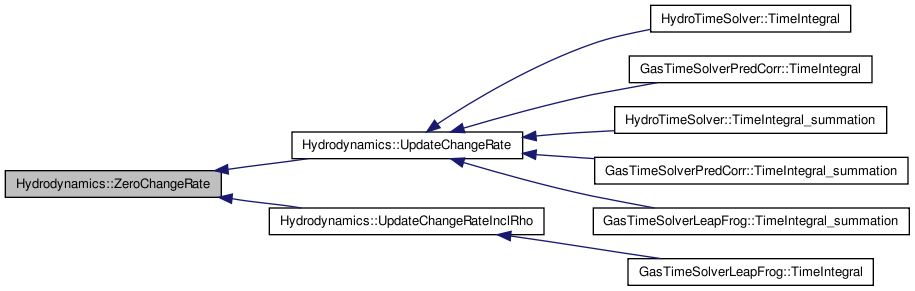 HydroTimeSolver::TimeIntegral
GasTimeSolverPredCorr::TimeIntegral
HydroTimeSolver::TimeIntegral_summation
Hydrodynamics::UpdateChangeRate
GasTimeSolverPredCorr::TimeIntegral_summation
Hydrodynamics::ZeroChangeRate
Hydrodynamics::UpdateChangeRateInclRho
GasTimeSolverLeapFrog::TimeIntegral_summation
GasTimeSolverLeapFrog::TimeIntegral